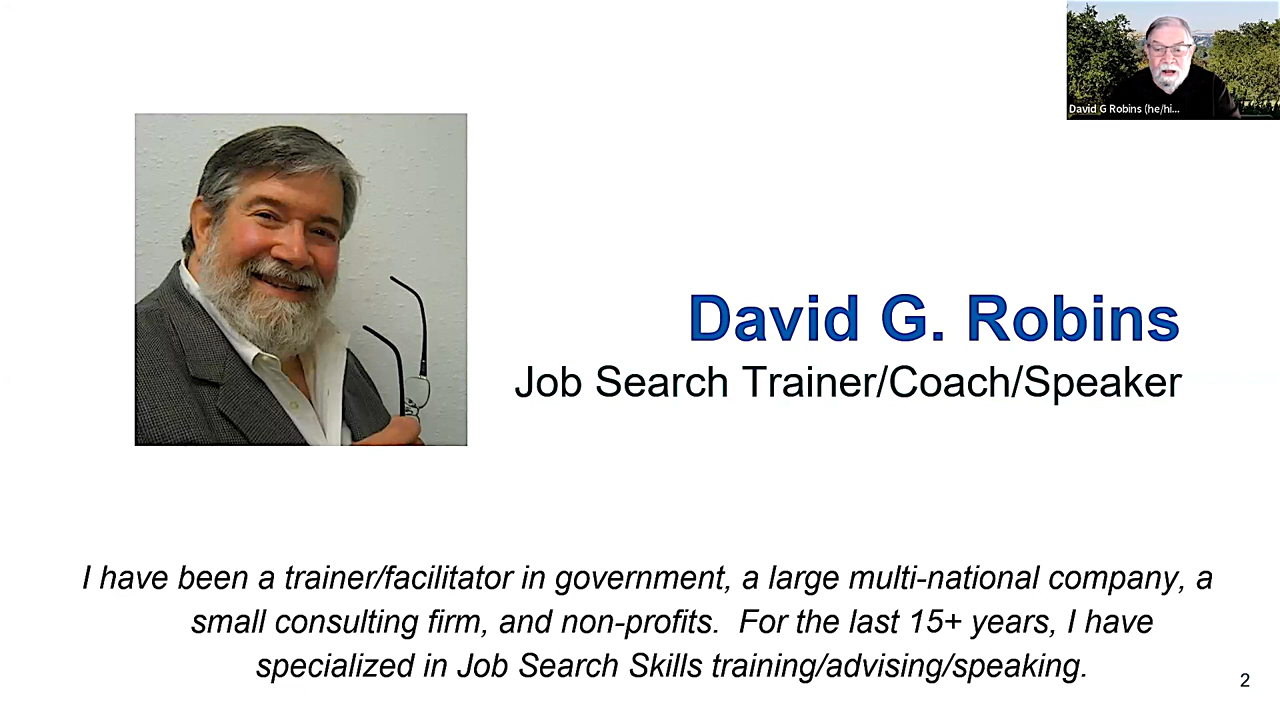 David G Robins (he/hi...
David G. Robins
Job Search Trainer/Coach/Speaker
I have been a trainer/facilitator in government, a large multi-national company, a
small consulting firm, and non-profits.  For the last 15+ years, I have
specialized in Job Search Skills training/advising/speaking.
2